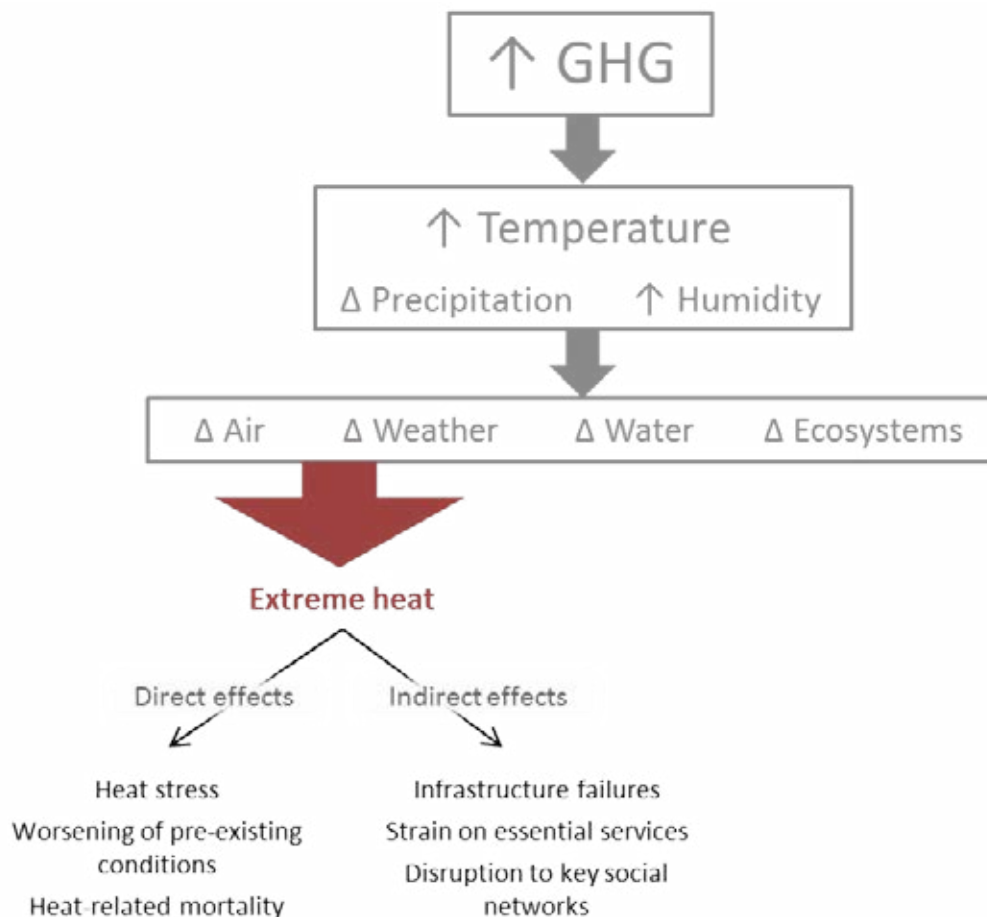 ↑ GHG
↑ Temperature
Δ Precipitation ↑ Humidity
Δ Air Δ Weather Δ Water Δ Ecosystems
Extreme heat
Direct effects Indirect effects
Heat stress
Worsening of pre-existing
conditions
Heat-related mortality
Infrastructure failures
Strain on essential services
Disruption to key social
networks